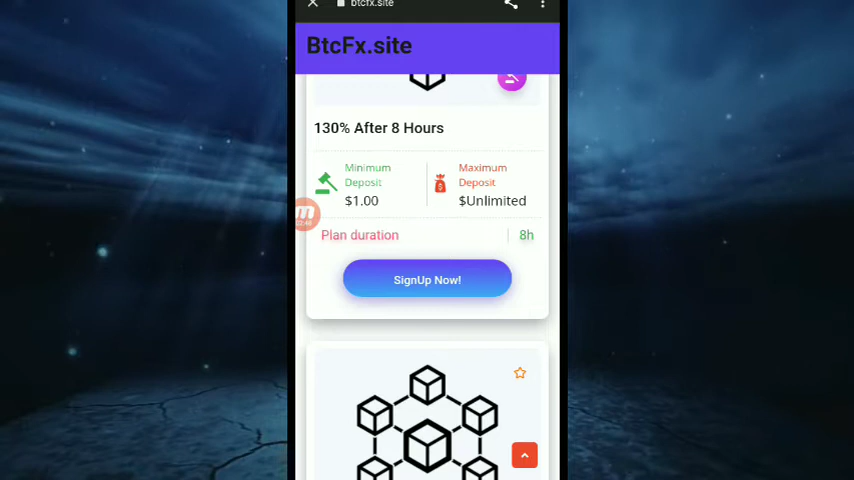 btcfx.site
BtcFx.site
130% After 8 Hours
Minimum Deposit
$1.00
Maximum Deposit
$Unlimited
Plan duration
8h
SignUp Now!